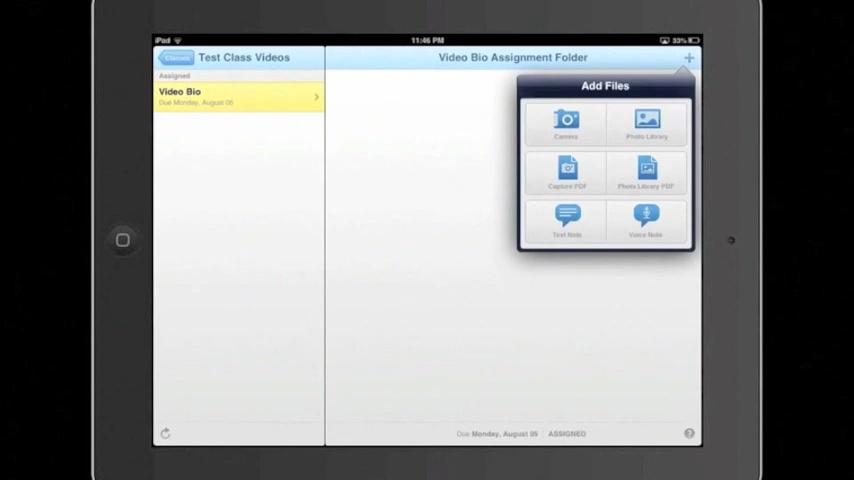 iPad
11:46 PM
33%
Classes
Test Class Videos
Video Bio Assignment Folder
Assigned
Video Bio
Due Monday, August 05
Add Files
Camera
Photo Library
Capture PDF
Photo Library PDF
Text Note
Voice Note
Due Monday, August 05
ASSIGNED